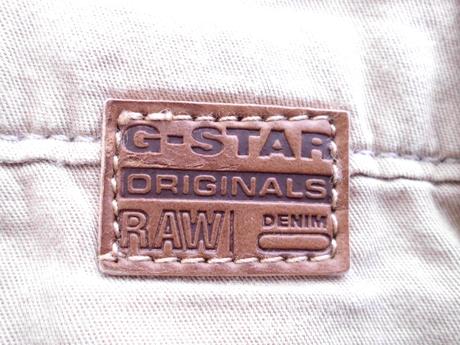 G-STAR
ORIGINALS
RAW DENIM